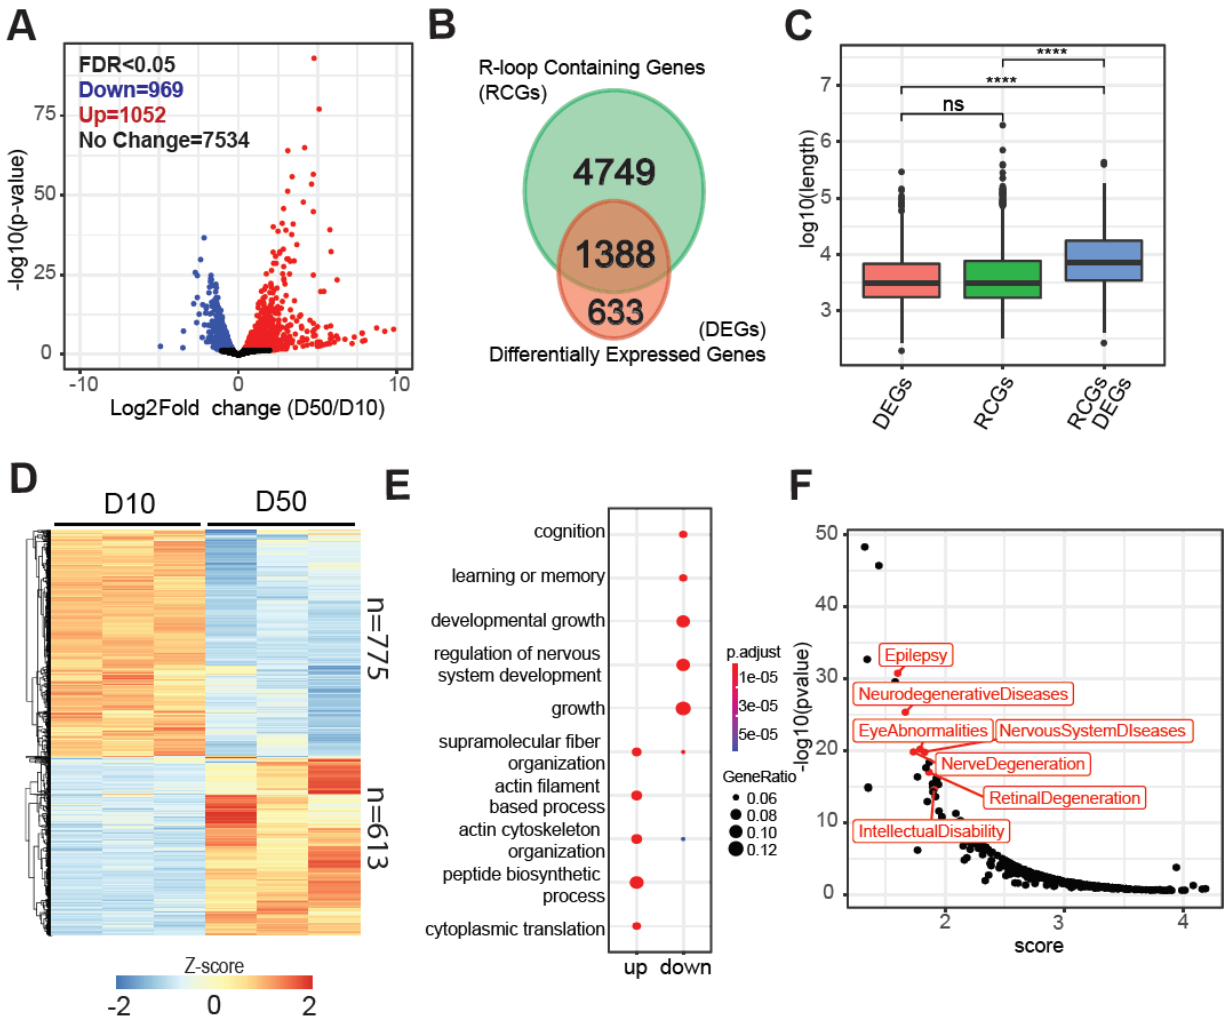 A
FDR<0.05
Down=969
Up=1052
No Change=7534
-log10(p-value)
75
50
25
0
-10
0
10
Log2Fold change (D50/D10)
B
R-loop Containing Genes
(RCGs)
4749
1388
633
(DEGs)
Differentially Expressed Genes
C
****
****
ns
log10(length)
7
6
5
4
3
DEGs
RCGs
RCGs
DEGs
D
D10
D50
n=775
n=613
Z-score
-2
0
2
E
cognition
learning or memory
developmental growth
regulation of nervous
system development
growth
supramolecular fiber
organization
actin filament
based process
actin cytoskeleton
organization
peptide biosynthetic
process
cytoplasmic translation
up
down
p.adjust
1e-05
3e-05
5e-05
GeneRatio
0.06
0.08
0.10
0.12
F
-log10(pvalue)
50
40
30
20
10
0
Epilepsy
NeurodegenerativeDiseases
EyeAbnormalities
NervousSystemDIseases
NerveDegeneration
RetinalDegeneration
IntellectualDisability
2
3
4
score